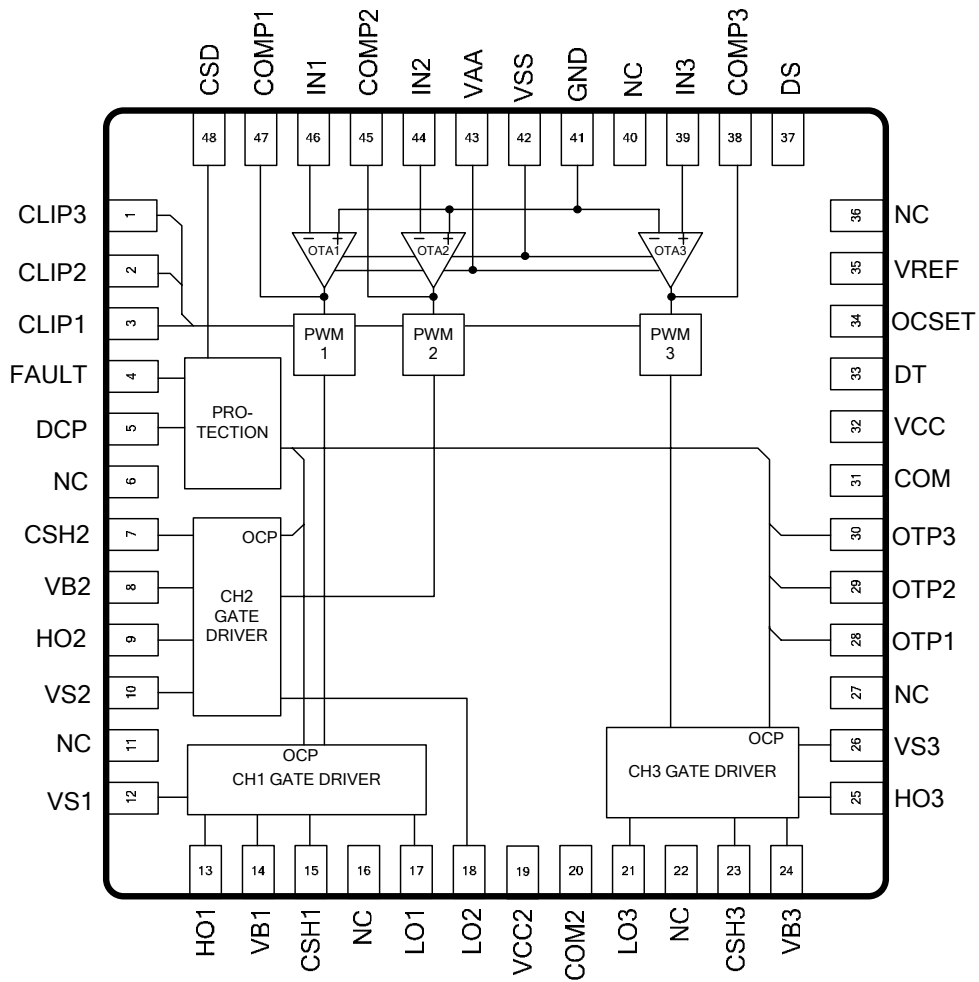 CSD
COMP1
IN1
COMP2
IN2
VAA
VSS
GND
NC
IN3
COMP3
DS
48
47
46
45
44
43
42
41
40
39
38
37
CLIP3
1
CLIP2
2
CLIP1
3
FAULT
4
DCP
5
NC
6
CSH2
7
VB2
8
HO2
9
VS2
10
NC
11
VS1
12
− +
OTA1
− +
OTA2
− +
OTA3
PWM
1
PWM
2
PWM
3
PRO-
TECTION
OCP
CH2
GATE
DRIVER
OCP
CH1 GATE DRIVER
OCP
CH3 GATE DRIVER
36
NC
35
VREF
34
OCSET
33
DT
32
VCC
31
COM
30
OTP3
29
OTP2
28
OTP1
27
NC
26
VS3
25
HO3
13
14
15
16
17
18
19
20
21
22
23
24
HO1
VB1
CSH1
NC
LO1
LO2
VCC2
COM2
LO3
NC
CSH3
VB3